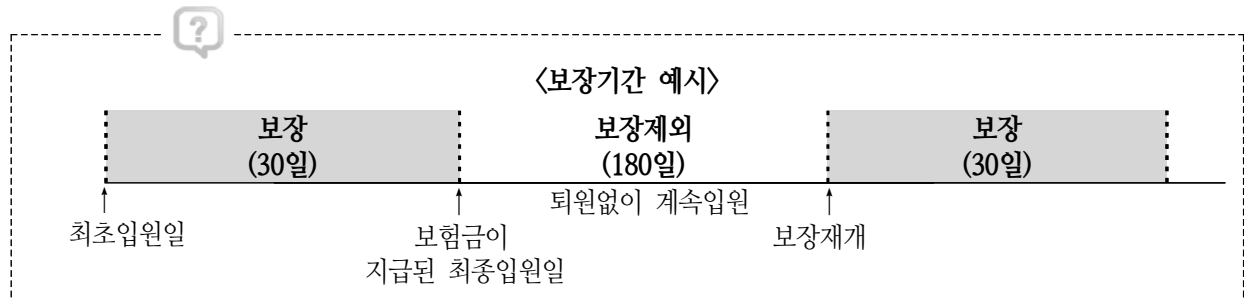 ?
〈보장기간 예시〉
보장 보장제외 보장
(30일) (180일) (30일)
퇴원없이 계속입원
최초입원일 보험금이 보장재개
지급된 최종입원일